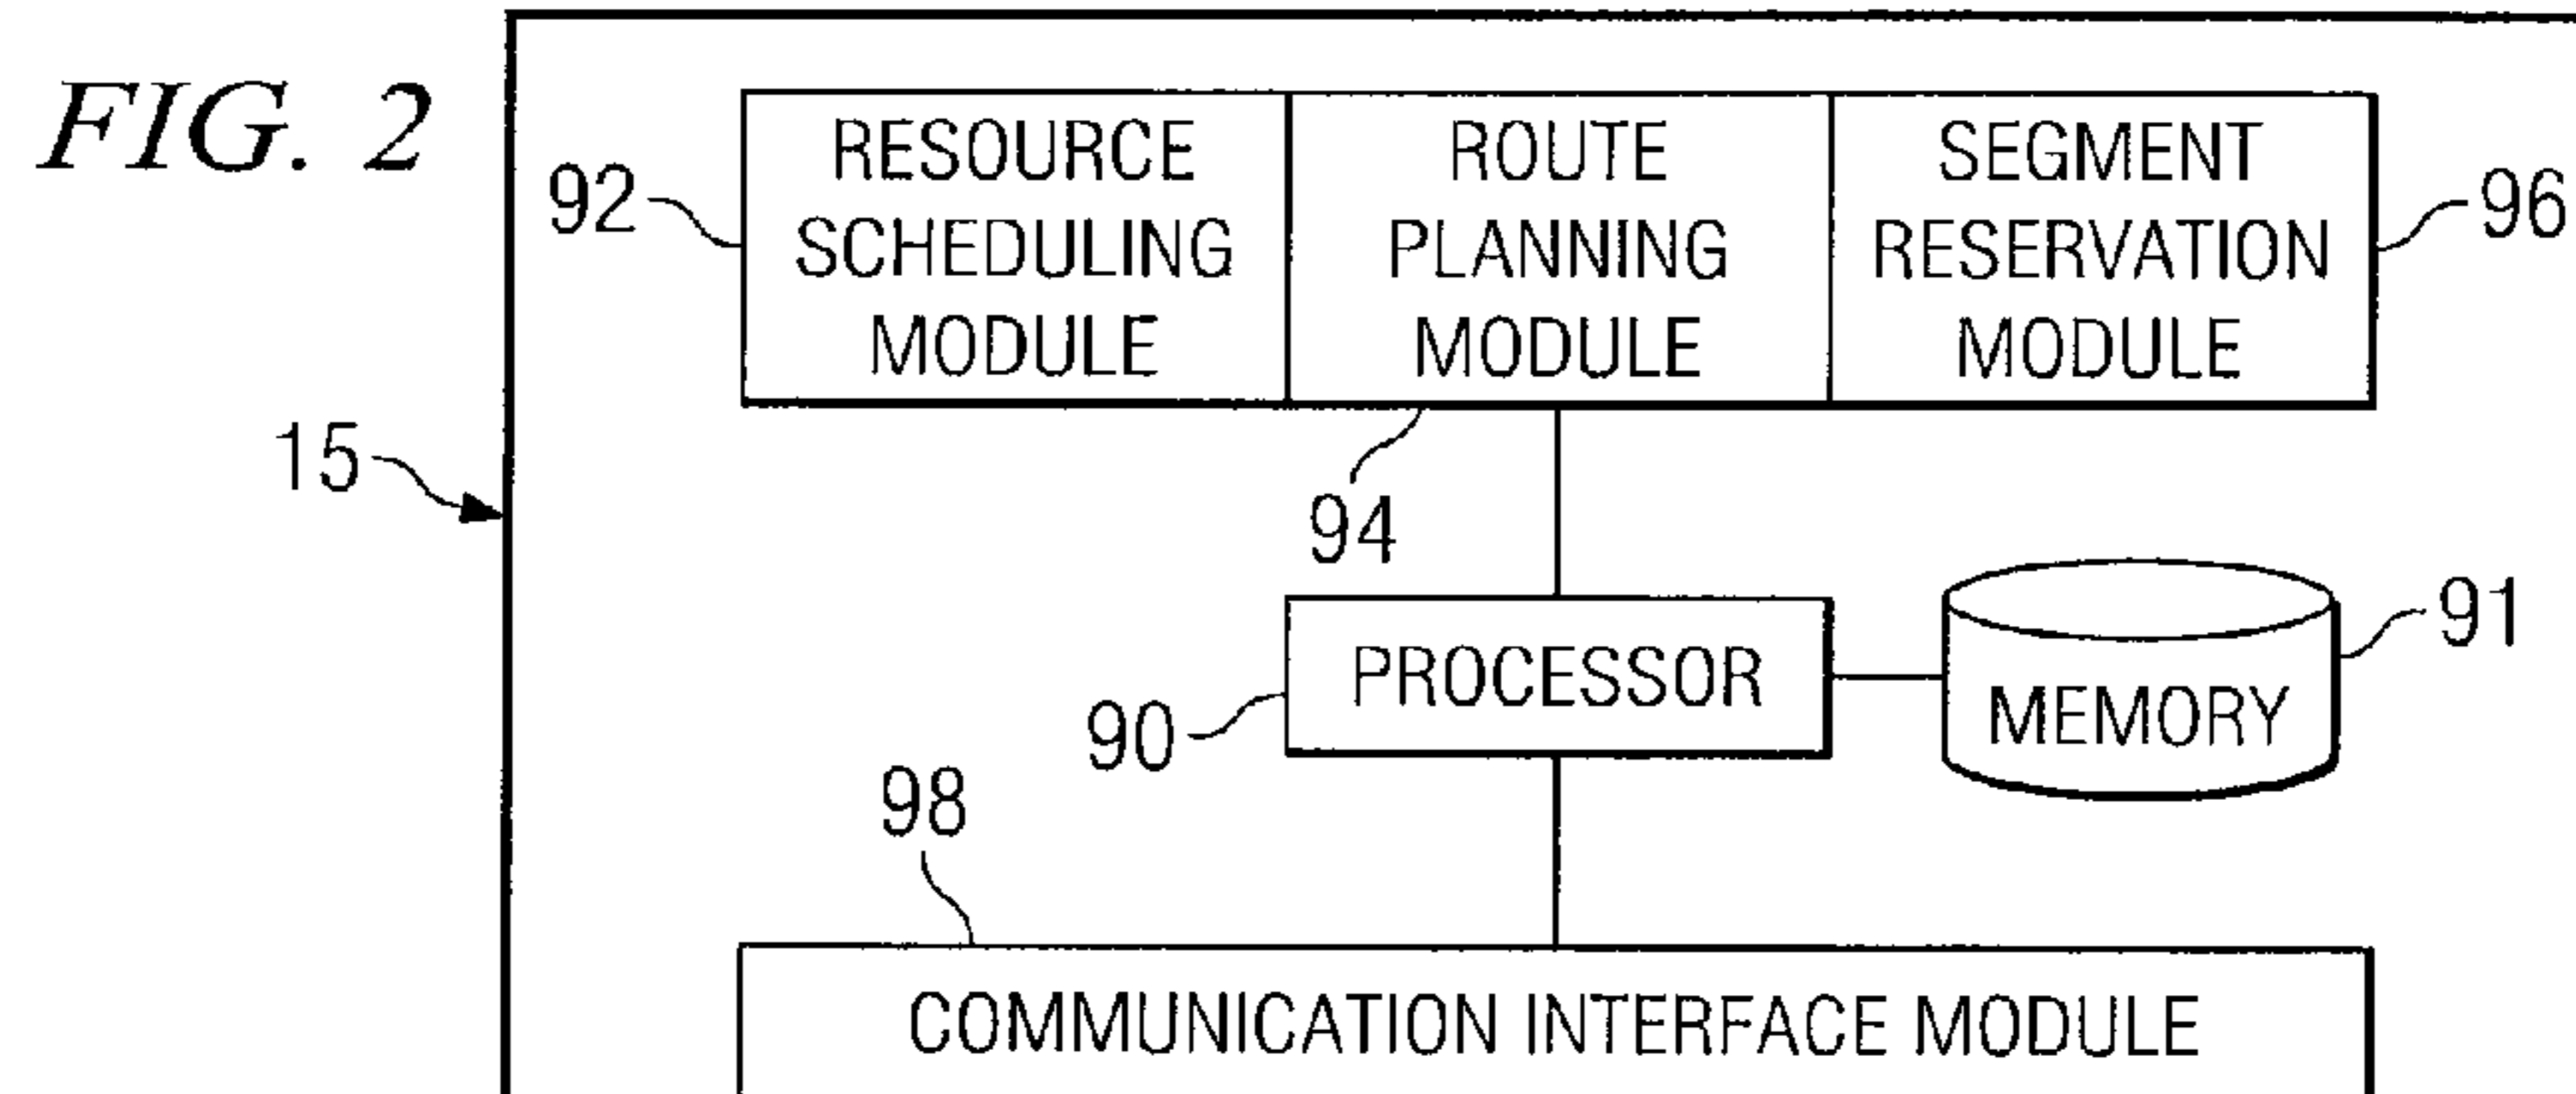 FIG. 2
92
RESOURCE
SCHEDULING
MODULE
ROUTE
PLANNING
MODULE
SEGMENT
RESERVATION
MODULE
96
15
94
PROCESSOR
90
MEMORY
91
98
COMMUNICATION INTERFACE MODULE